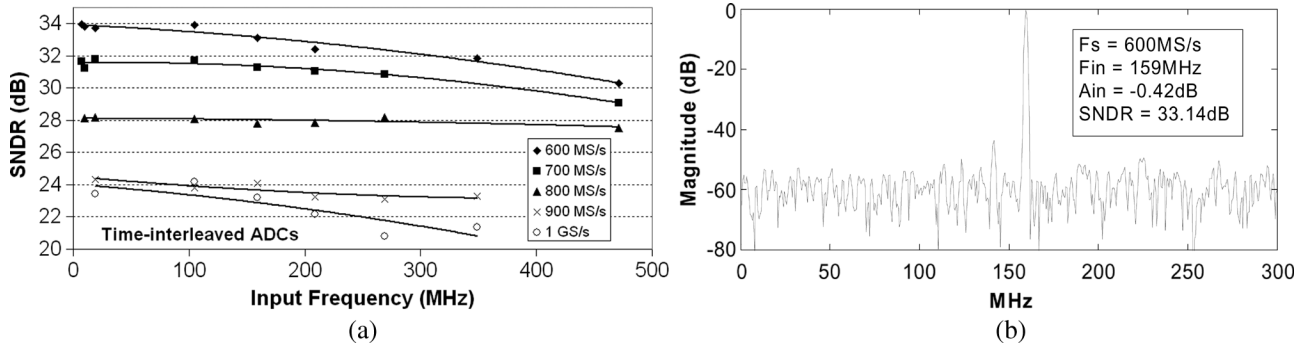 34
32
30
28
26
24
22
20
SNDR (dB)
600 MS/s
700 MS/s
800 MS/s
900 MS/s
1 GS/s
Time-interleaved ADCs
0 100 200 300 400 500
Input Frequency (MHz)
(a)
0
-20
-40
-60
-80
Magnitude (dB)
Fs = 600MS/s
Fin = 159MHz
Ain = -0.42dB
SNDR = 33.14dB
0 50 100 150 200 250 300
MHz
(b)